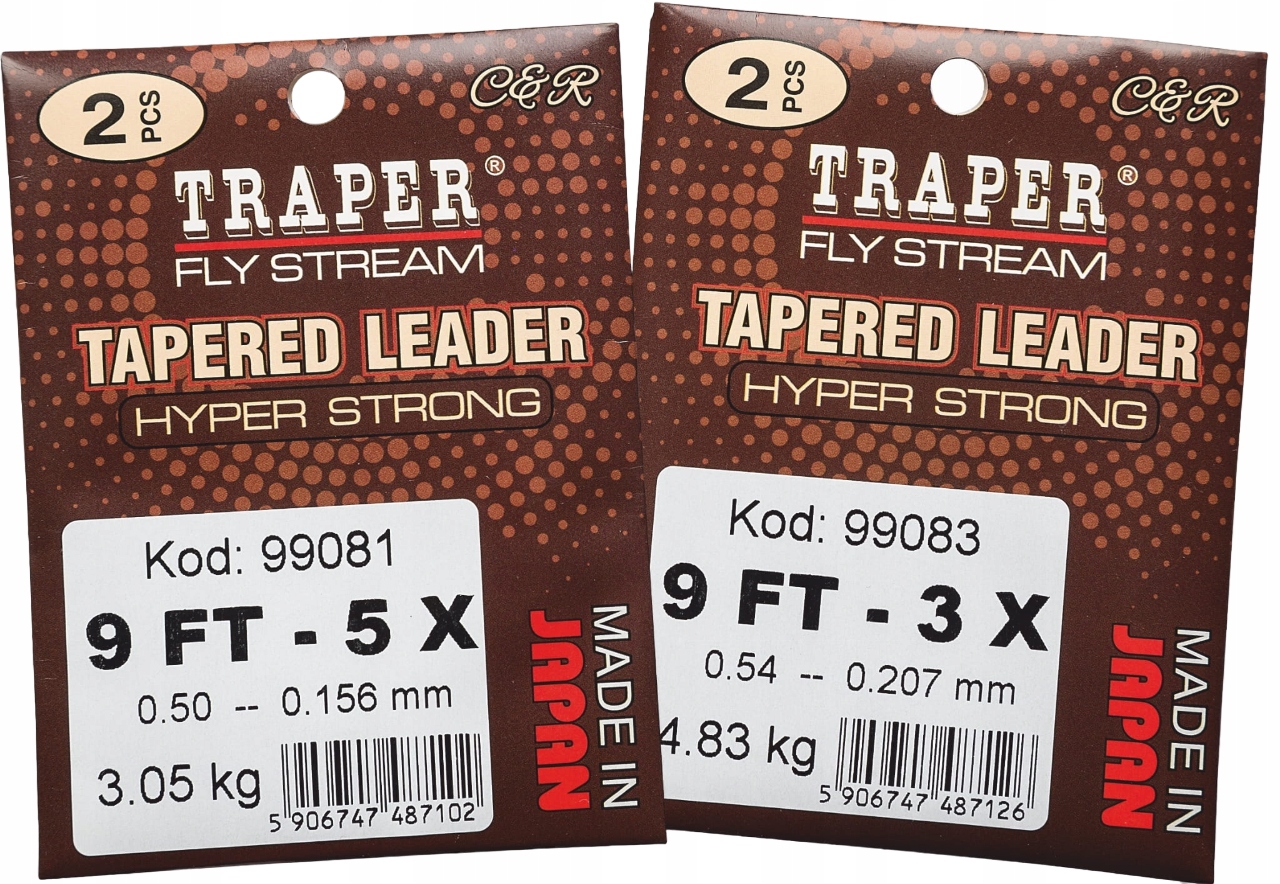 2 PCS
C&R
TRAPER®
FLY STREAM
TAPERED LEADER
HYPER STRONG
Kod: 99081
9 FT - 5 X
0.50 -- 0.156 mm
3.05 kg
5 906747 487102
MADE IN
JAPAN
2 PCS
C&R
TRAPER®
FLY STREAM
TAPERED LEADER
HYPER STRONG
Kod: 99083
9 FT - 3 X
0.54 -- 0.207 mm
4.83 kg
5 906747 487126
MADE IN
JAPAN